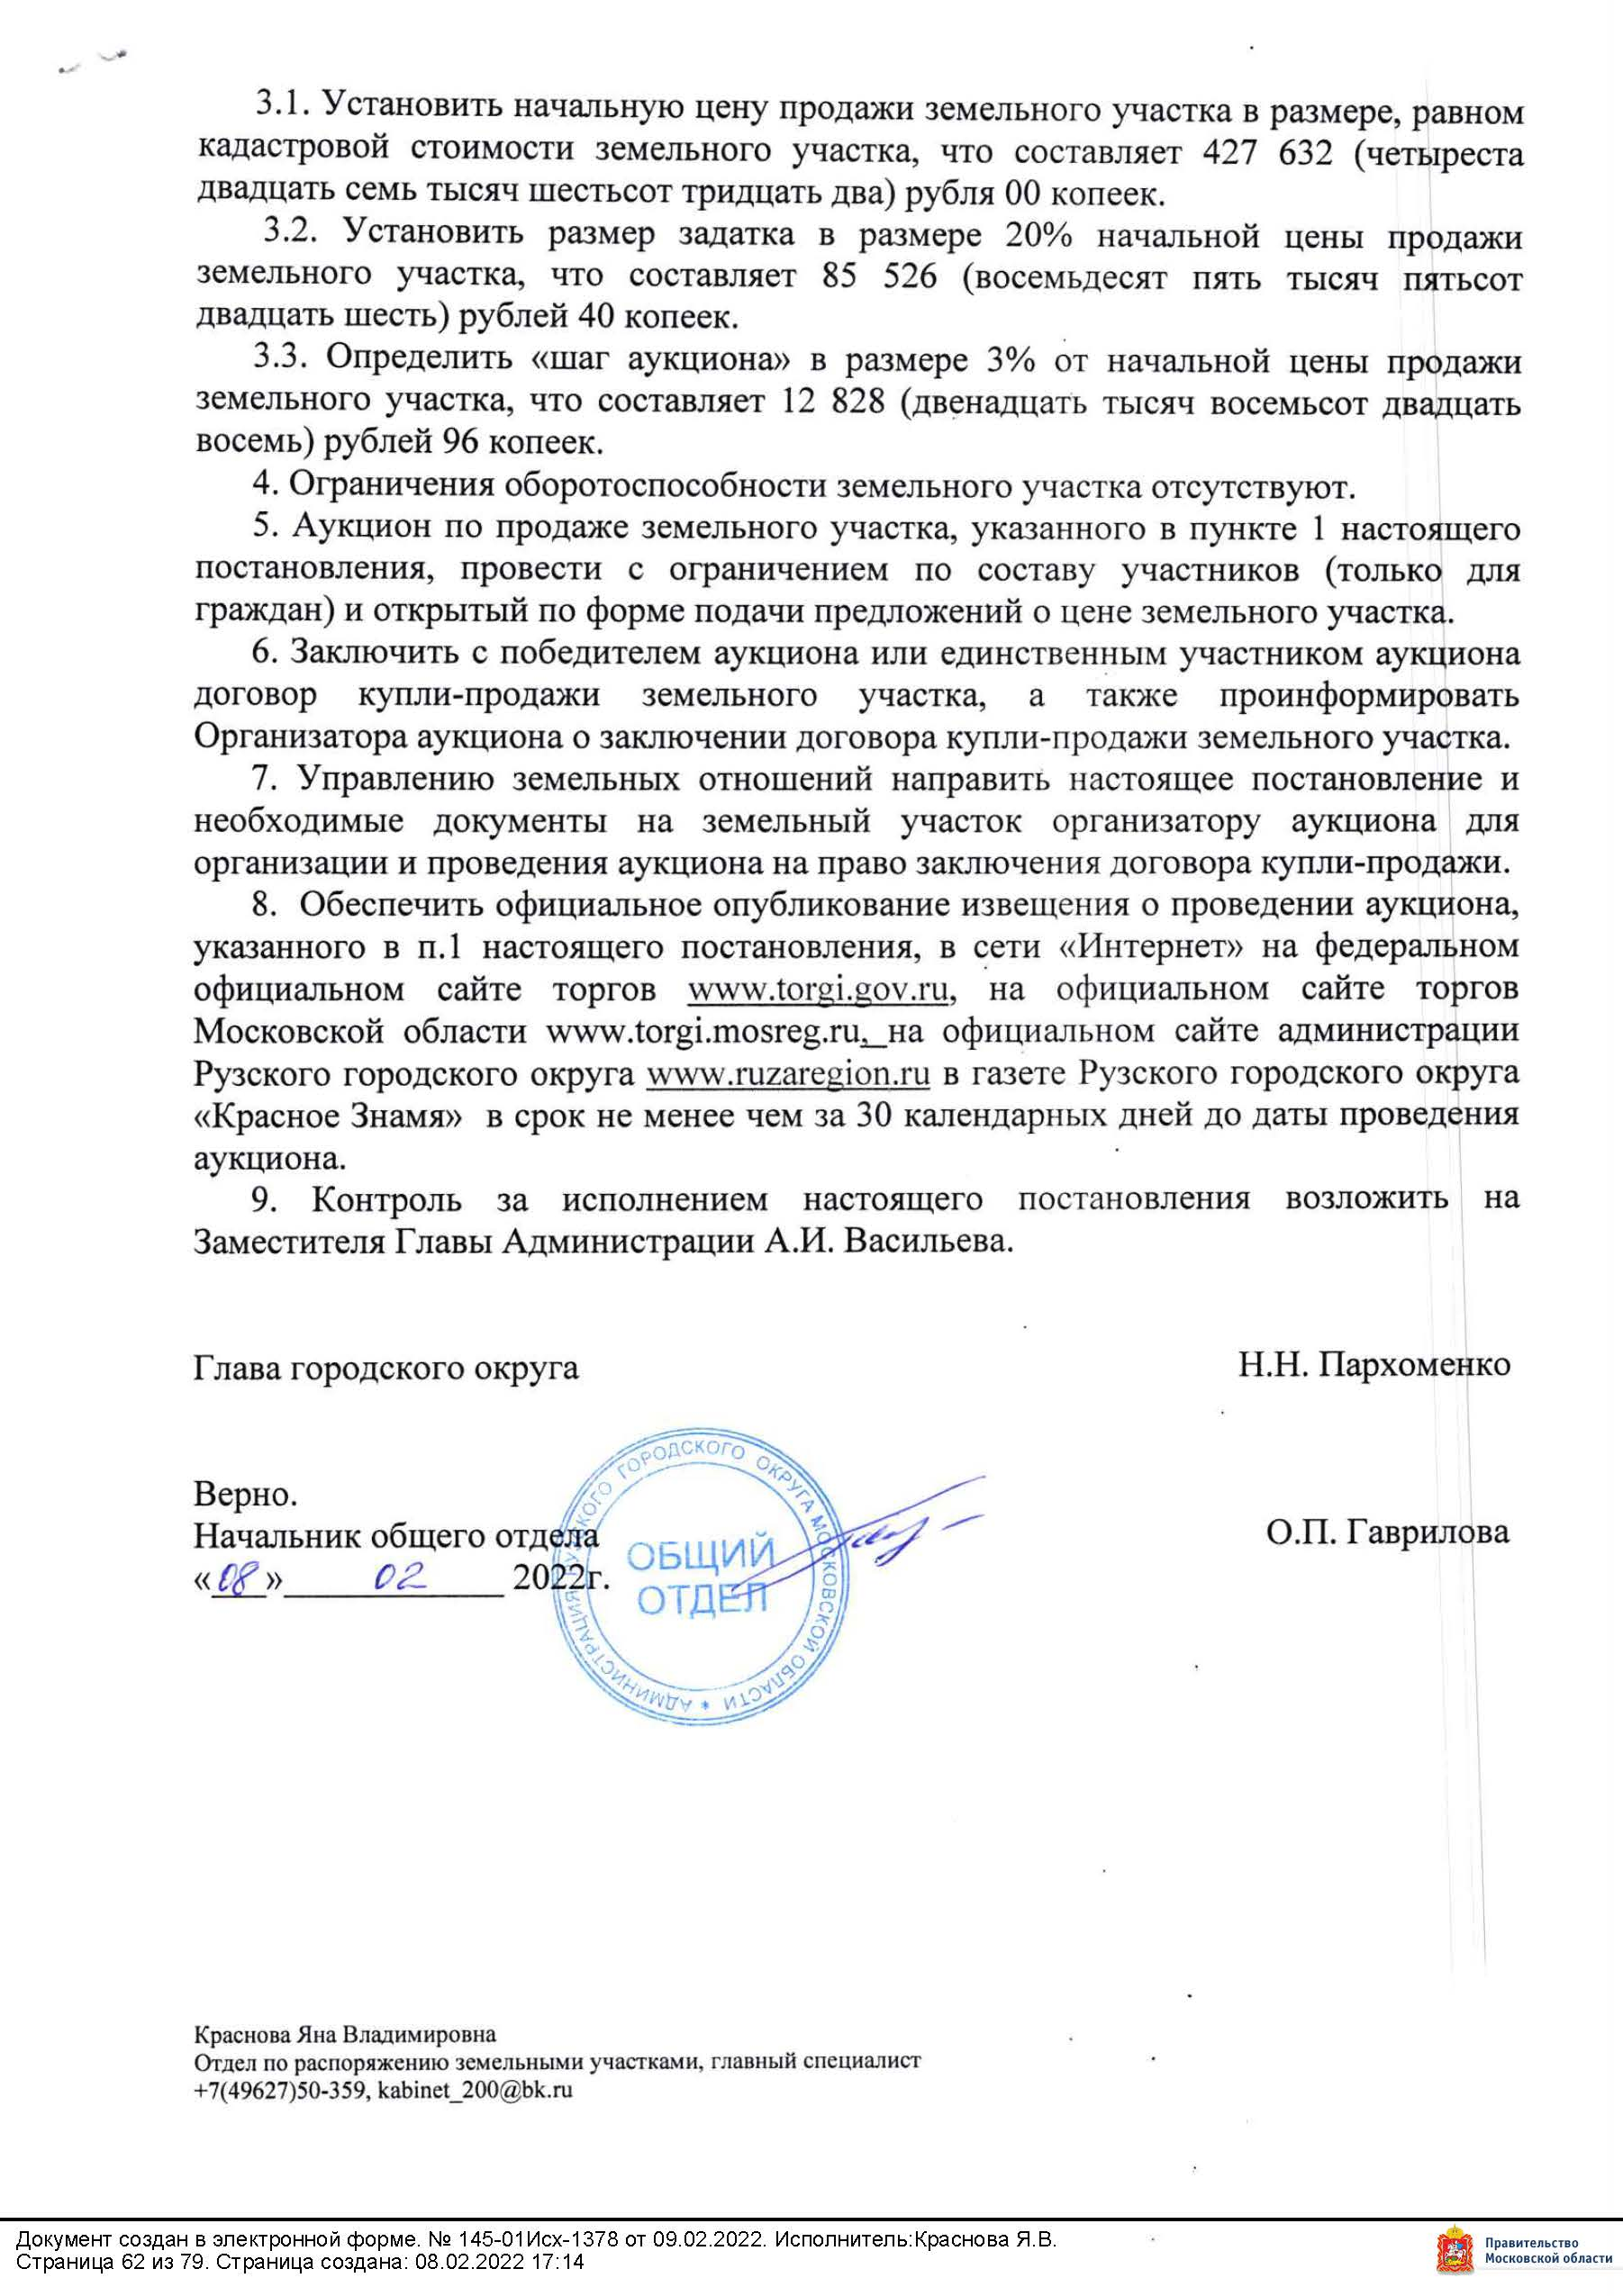 3.1. Установить начальную цену продажи земельного участка в размере, равном
кадастровой стоимости земельного участка, что составляет 427 632 (четыреста
двадцать семь тысяч шестьсот тридцать два) рубля 00 копеек.
3.2. Установить размер задатка в размере 20% начальной цены продажи
земельного участка, что составляет 85 526 (восемьдесят пять тысяч пятьсот
двадцать шесть) рублей 40 копеек.
3.3. Определить «шаг аукциона» в размере 3% от начальной цены продажи
земельного участка, что составляет 12 828 (двенадцать тысяч восемьсот двадцать
восемь) рублей 96 копеек.
4. Ограничения оборотоспособности земельного участка отсутствуют.
5. Аукцион по продаже земельного участка, указанного в пункте 1 настоящего
постановления, провести с ограничением по составу участников (только для
граждан) и открытый по форме подачи предложений о цене земельного участка.
6. Заключить с победителем аукциона или единственным участником аукциона
договор купли-продажи земельного участка, а также проинформировать
Организатора аукциона о заключении договора купли-продажи земельного участка.
7. Управлению земельных отношений направить настоящее постановление и
необходимые документы на земельный участок организатору аукциона для
организации и проведения аукциона на право заключения договора купли-продажи.
8. Обеспечить официальное опубликование извещения о проведении аукциона,
указанного в п.1 настоящего постановления, в сети «Интернет» на федеральном
официальном сайте торгов www.torgi.gov.ru, на официальном сайте торгов
Московской области www.torgi.mosreg.ru, на официальном сайте администрации
Рузского городского округа www.ruzaregion.ru в газете Рузского городского округа
«Красное Знамя» в срок не менее чем за 30 календарных дней до даты проведения
аукциона.
9. Контроль за исполнением настоящего постановления возложить на
Заместителя Главы Администрации А.И. Васильева.
Глава городского округа Н.Н. Пархоменко
Верно.
Начальник общего отдела О.П. Гаврилова
«08» 02 2022г.
АДМИНИСТРАЦИЯ РУЗСКОГО ГОРОДСКОГО ОКРУГА МОСКОВСКОЙ ОБЛАСТИ *
ОБЩИЙ
ОТДЕЛ
Краснова Яна Владимировна
Отдел по распоряжению земельными участками, главный специалист
+7(49627)50-359, kabinet_200@bk.ru
Документ создан в электронной форме. № 145-01Исх-1378 от 09.02.2022. Исполнитель:Краснова Я.В.
Страница 62 из 79. Страница создана: 08.02.2022 17:14
Правительство
Московской области